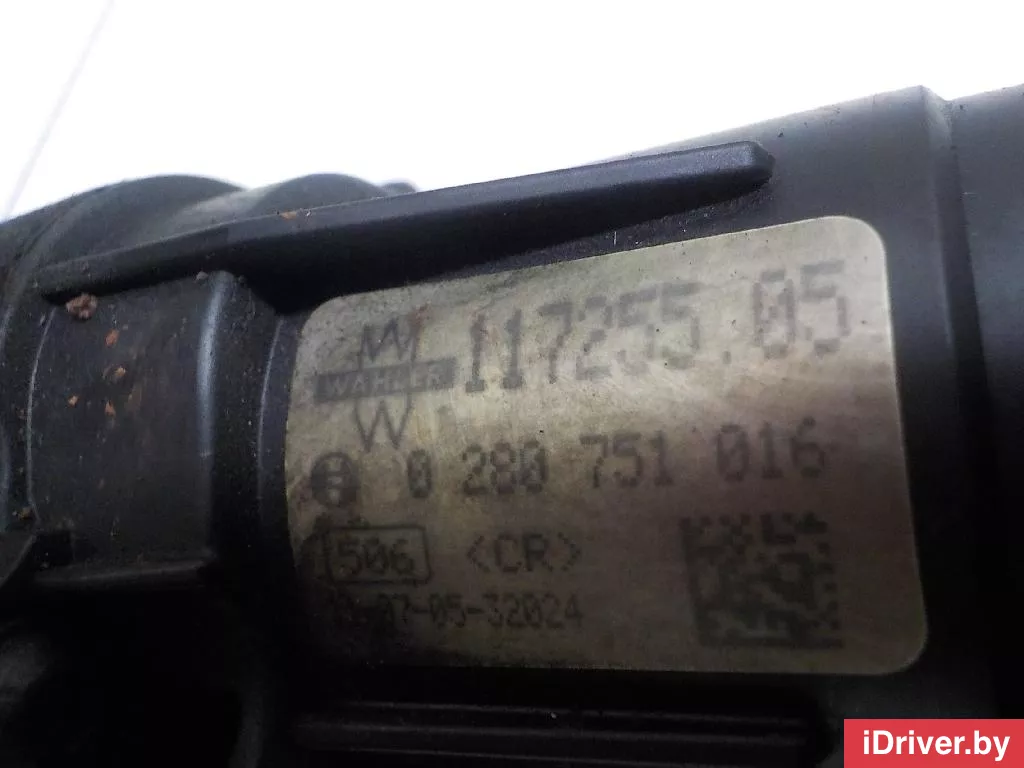 WAHLER 117255.05
0 280 751 016
506 <CR>
07-05-32024
iDriver.by